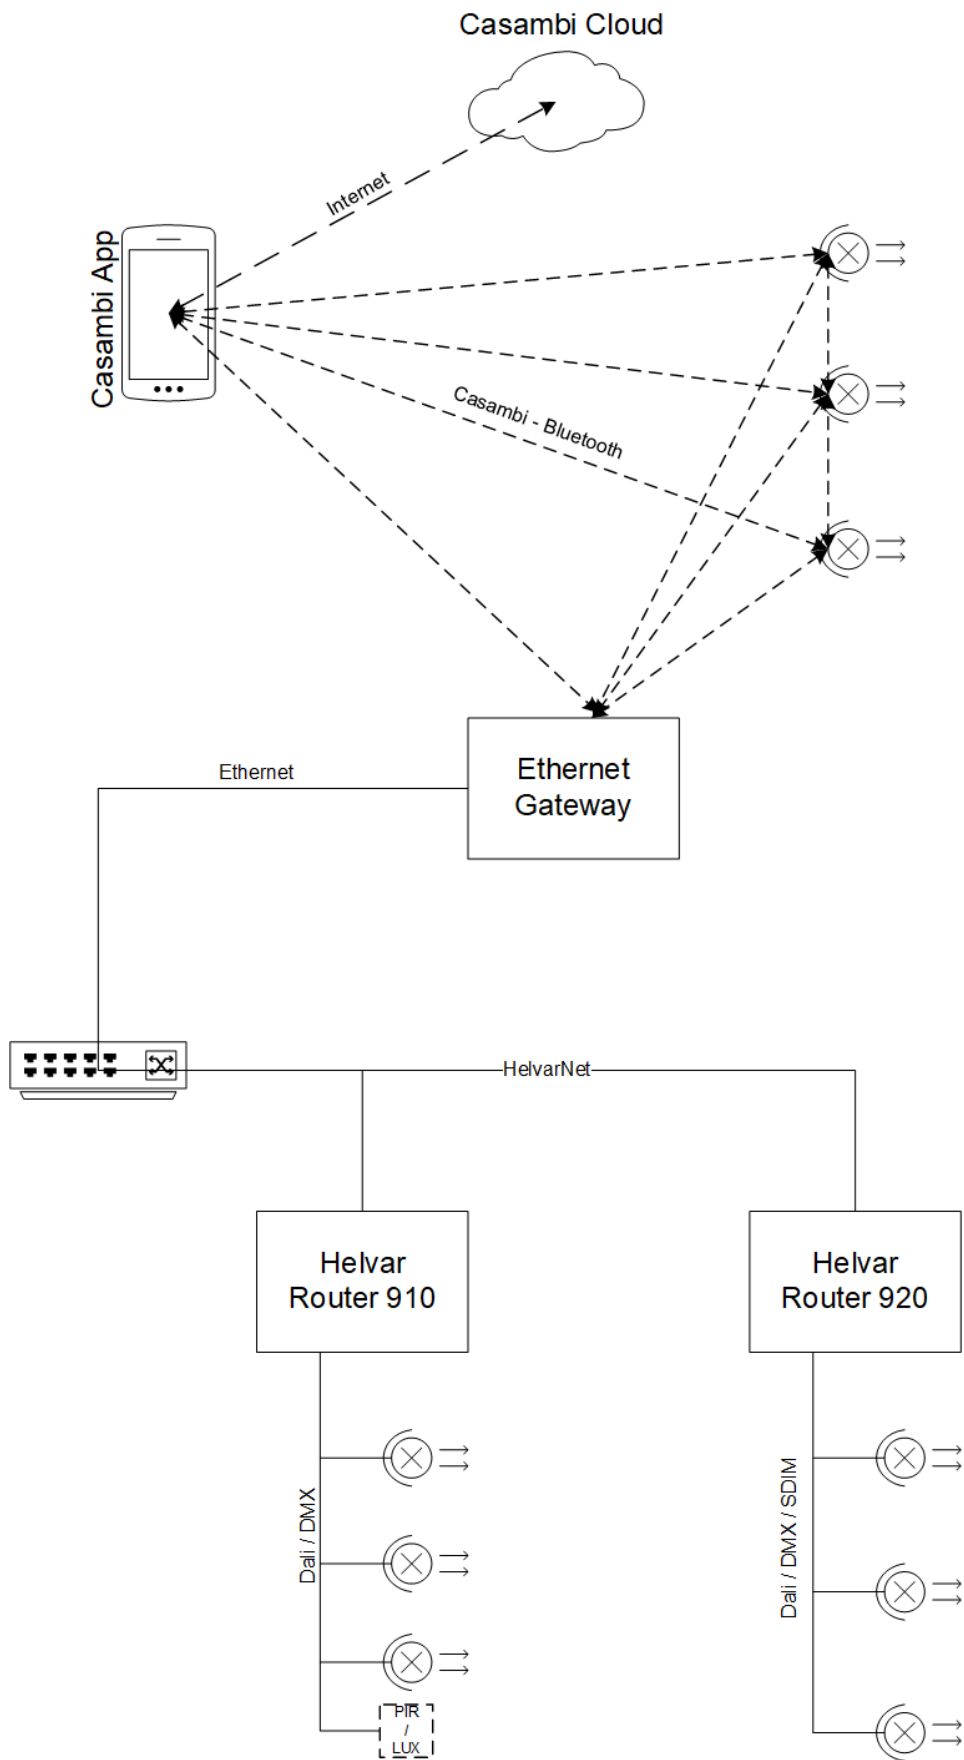 Casambi Cloud
Internet
Casambi App
Casambi - Bluetooth
Ethernet
Gateway
Ethernet
HelvarNet
Helvar
Router 910
Helvar
Router 920
Dali / DMX
Dali / DMX / SDIM
PIR
/
LUX